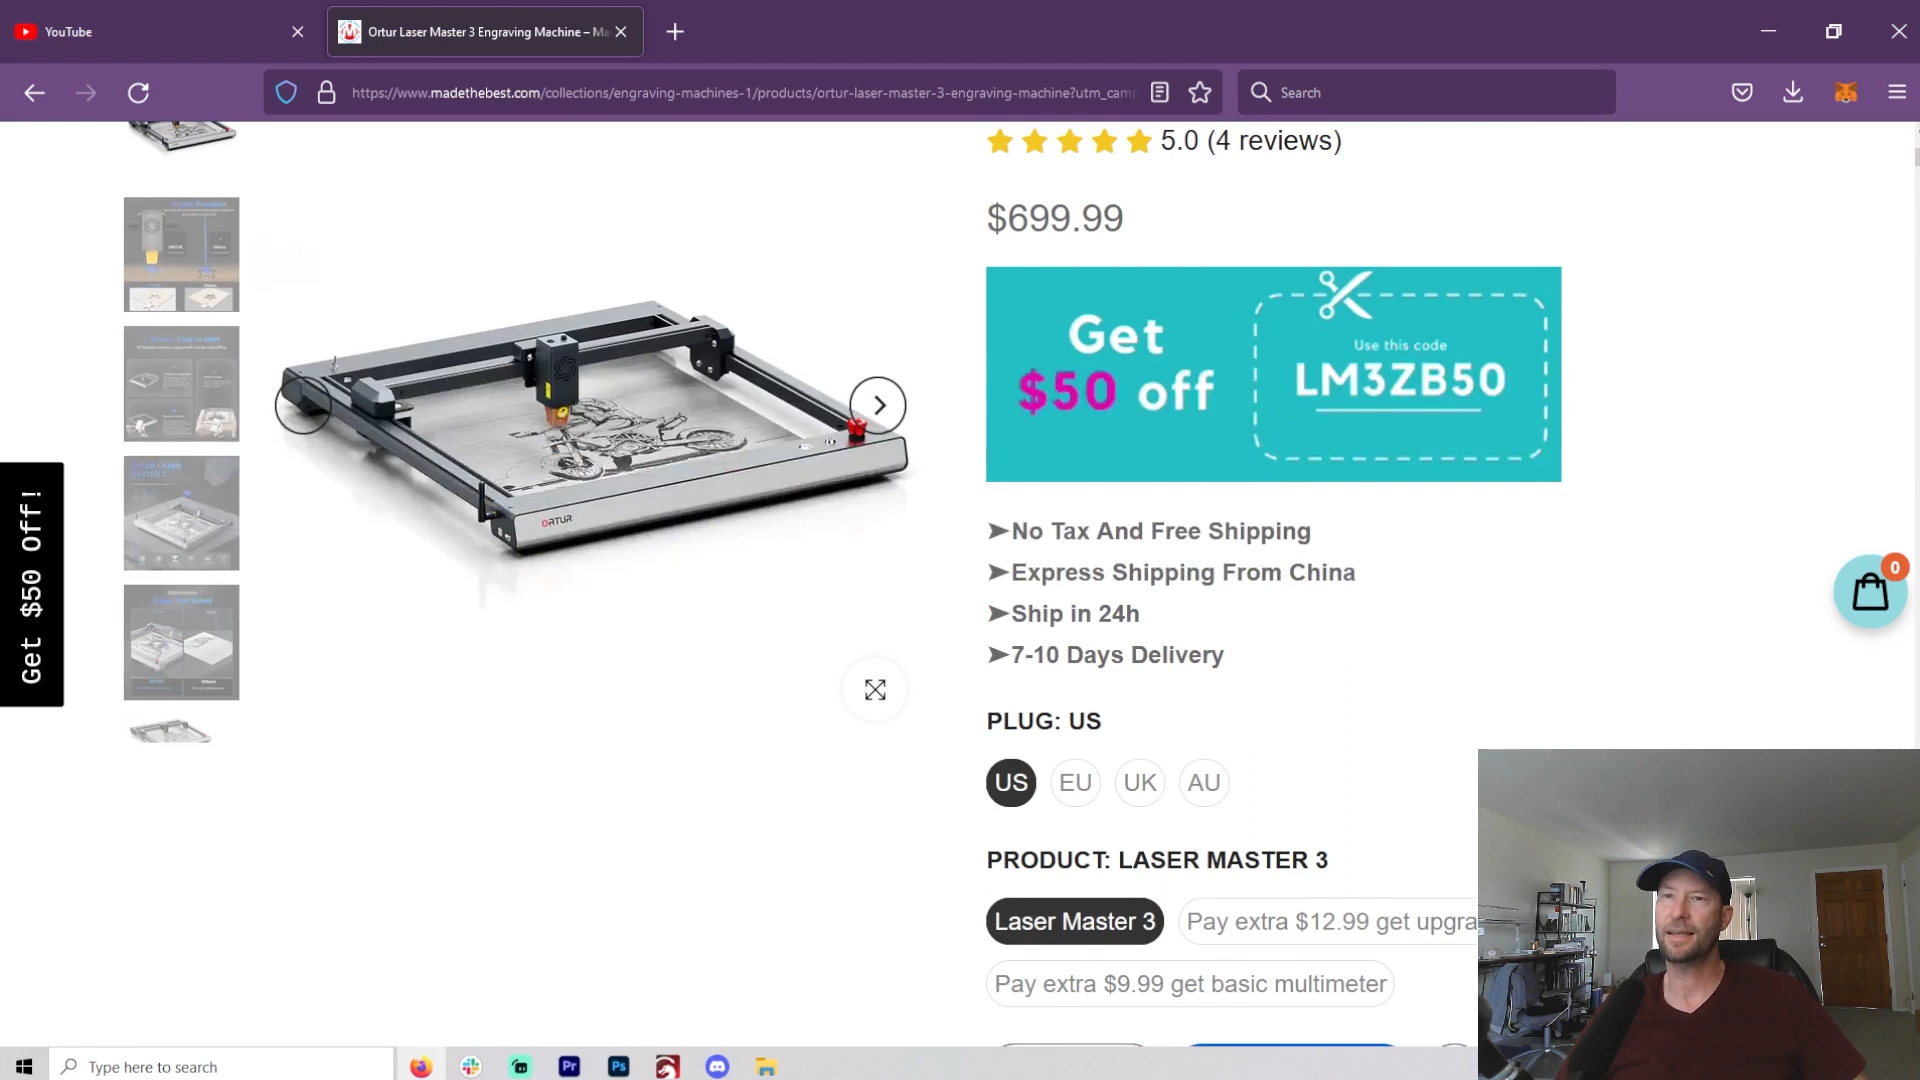 YouTube
Ortur Laser Master 3 Engraving Machine – Ma
https://www.madethebest.com/collections/engraving-machines-1/products/ortur-laser-master-3-engraving-machine?utm_camp
Search
5.0 (4 reviews)
$699.99
Get
$50 off
Use this code
LM3ZB50
➤No Tax And Free Shipping
➤Express Shipping From China
➤Ship in 24h
➤7-10 Days Delivery
PLUG: US
US EU UK AU
PRODUCT: LASER MASTER 3
Laser Master 3 Pay extra $12.99 get upgra
Pay extra $9.99 get basic multimeter
Get $50 Off!
0
ORTUR
Type here to search
Pr Ps